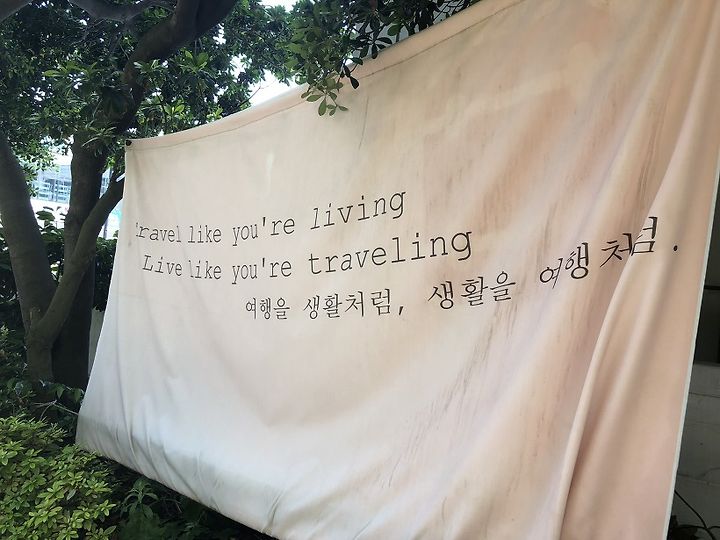 Travel like you're living
Live like you're traveling
여행을 생활처럼, 생활을 여행처럼.